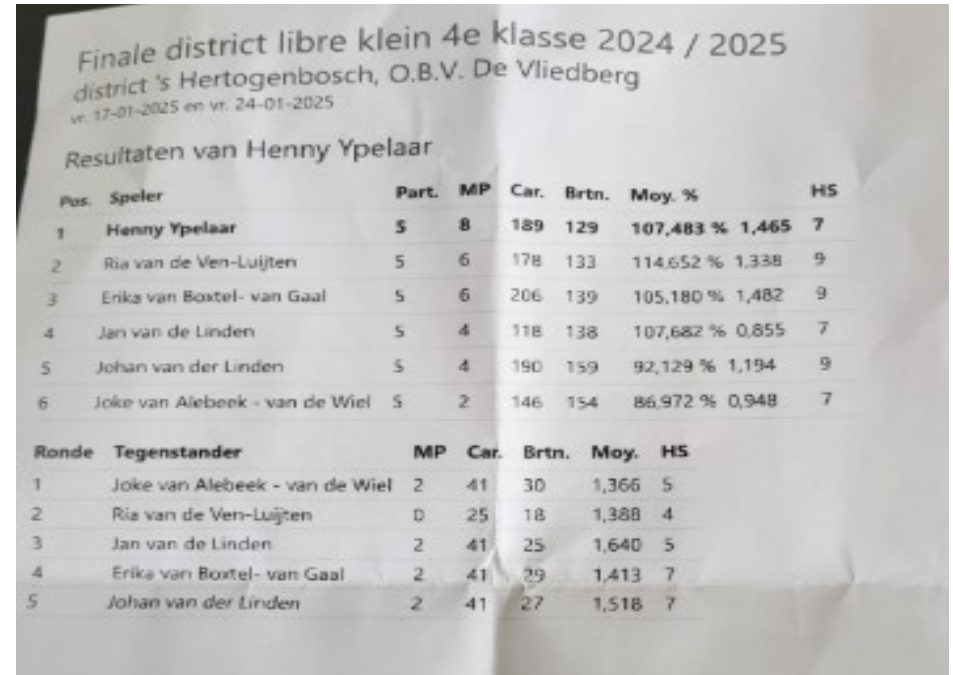 Finale district libre klein 4e klasse 2024 / 2025
district 's Hertogenbosch, O.B.V. De Vliedberg
vr. 17-01-2025 en vr. 24-01-2025
Resultaten van Henny Ypelaar
Pos. Speler Part. MP Car. Brtn. Moy. % HS
1 Henny Ypelaar 5 8 189 129 107,483 % 1,465 7
2 Ria van de Ven-Luijten 5 6 178 133 114,652 % 1,338 9
3 Erika van Boxtel- van Gaal 5 6 206 139 105,180 % 1,482 9
4 Jan van de Linden 5 4 118 138 107,682 % 0,855 7
5 Johan van der Linden 5 4 190 159 92,129 % 1,194 9
6 Joke van Alebeek - van de Wiel 5 2 146 154 86,972 % 0,948 7
Ronde Tegenstander MP Car. Brtn. Moy. HS
1 Joke van Alebeek - van de Wiel 2 41 30 1,366 5
2 Ria van de Ven-Luijten 0 25 18 1,388 4
3 Jan van de Linden 2 41 25 1,640 5
4 Erika van Boxtel- van Gaal 2 41 29 1,413 7
5 Johan van der Linden 2 41 27 1,518 7